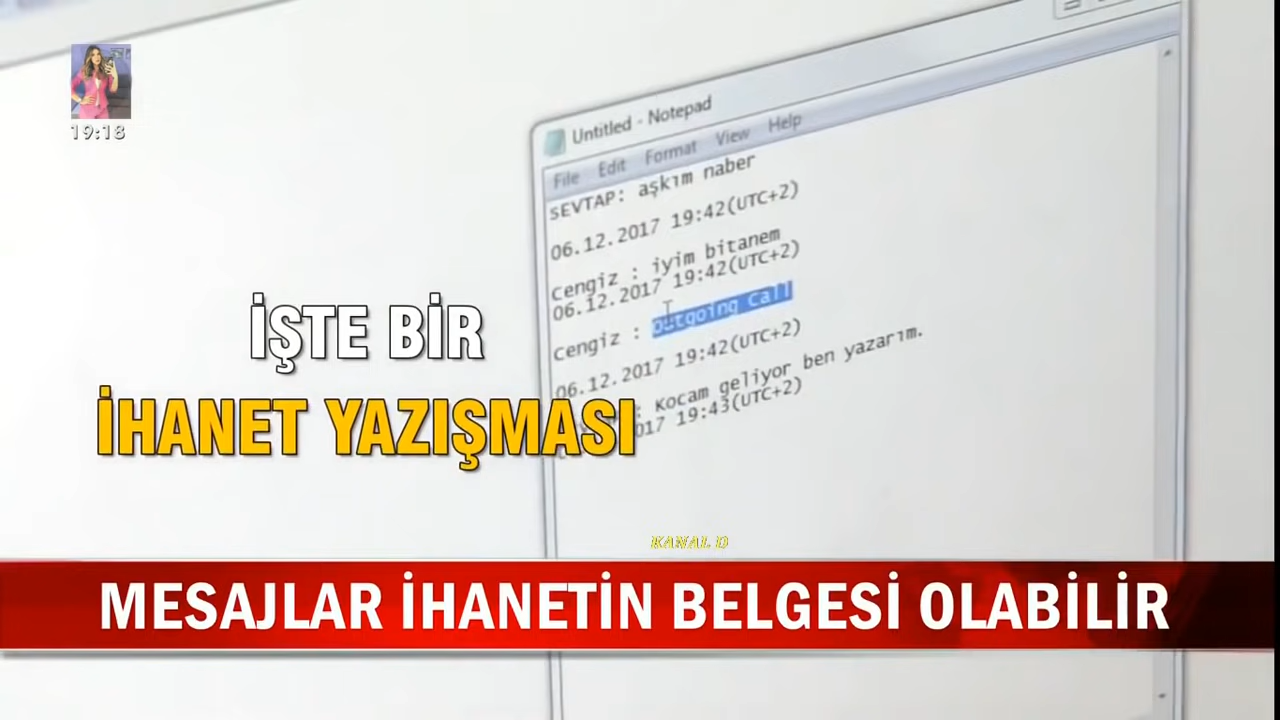 19:18
Untitled - Notepad
File Edit Format View Help
SEVTAP: aşkım naber
06.12.2017 19:42(UTC+2)
Cengiz : iyim bitanem
06.12.2017 19:42(UTC+2)
Cengiz : Outgoing Call
06.12.2017 19:42(UTC+2)
: Kocam geliyor ben yazarım.
017 19:43(UTC+2)
İŞTE BİR
İHANET YAZIŞMASI
KANAL D
MESAJLAR İHANETİN BELGESİ OLABİLİR